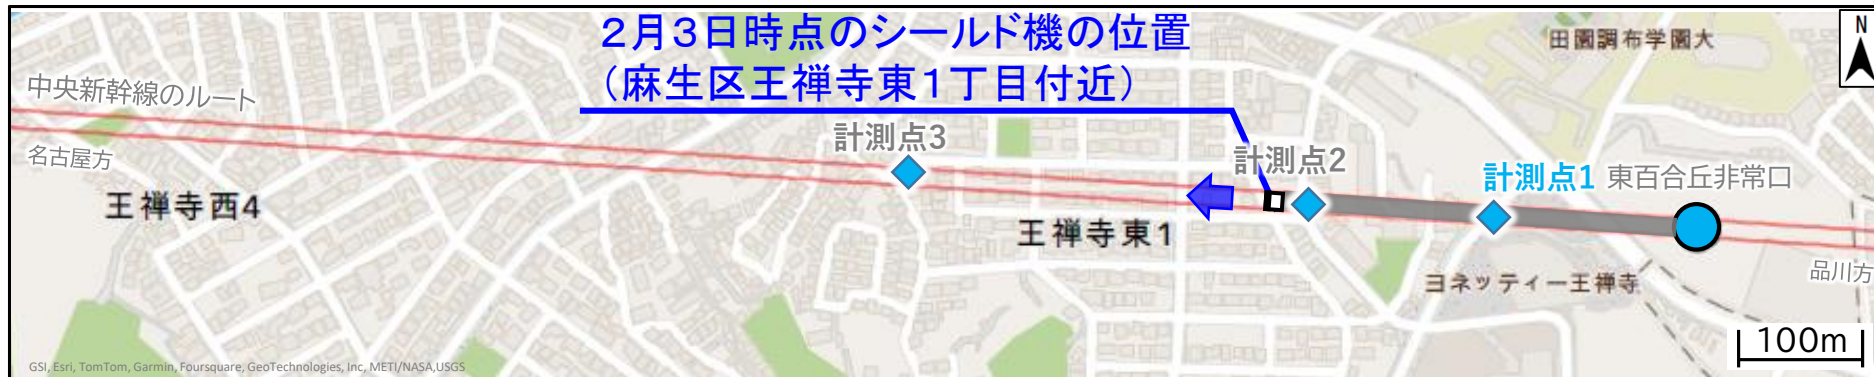 2月3日時点のシールド機の位置
(麻生区王禅寺東1丁目付近)
田園調布学園大
N
中央新幹線のルート
名古屋方
計測点3
計測点2
計測点1
東百合丘非常口
王禅寺西4
王禅寺東1
ヨネッティー王禅寺
品川方
100m
GSI, Esri, TomTom, Garmin, Foursquare, GeoTechnologies, Inc, METI/NASA,USGS